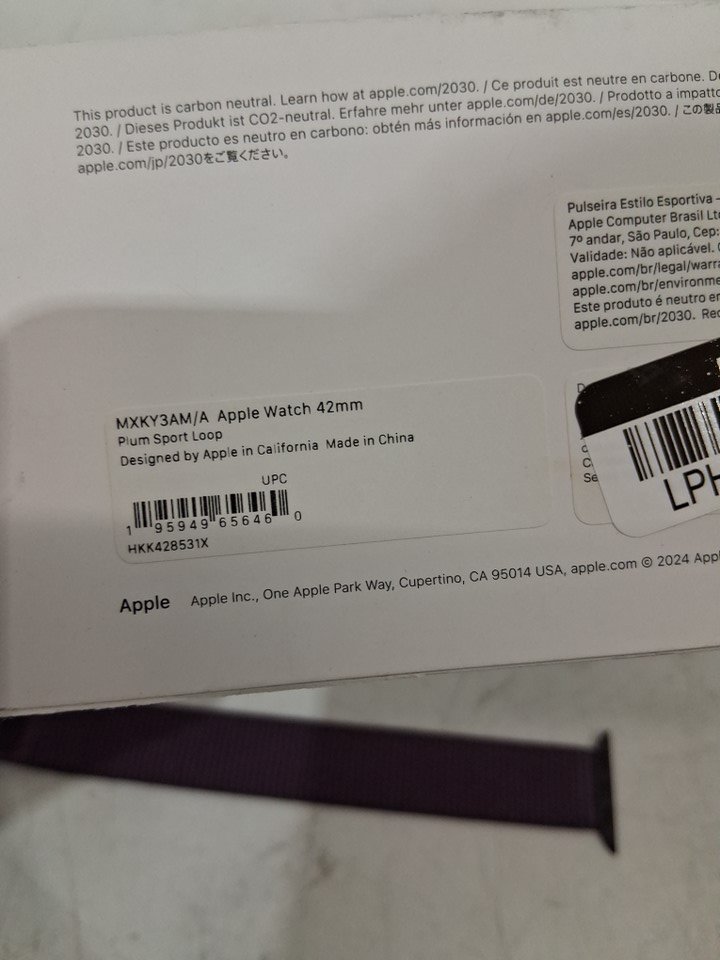 This product is carbon neutral. Learn how at apple.com/2030. / Ce produit est neutre en carbone.
2030. / Dieses Produkt ist CO2-neutral. Erfahre mehr unter apple.com/de/2030. / Prodotto a impatto
2030. / Este producto es neutro en carbono: obtén más información en apple.com/es/2030. / この製品
apple.com/jp/2030をご覧ください。
Pulseira Estilo Esportiva -
Apple Computer Brasil
7º andar, São Paulo, Cep:
Validade: Não aplicável.
apple.com/br/legal/
apple.com/br/
Este produto é neutro
apple.com/br/2030.
MXKY3AM/A Apple Watch 42mm
Plum Sport Loop
Designed by Apple in California Made in China
UPC
1 95949 65646 0
HKK428531X
LPH
Apple Apple Inc., One Apple Park Way, Cupertino, CA 95014 USA, apple.com © 2024